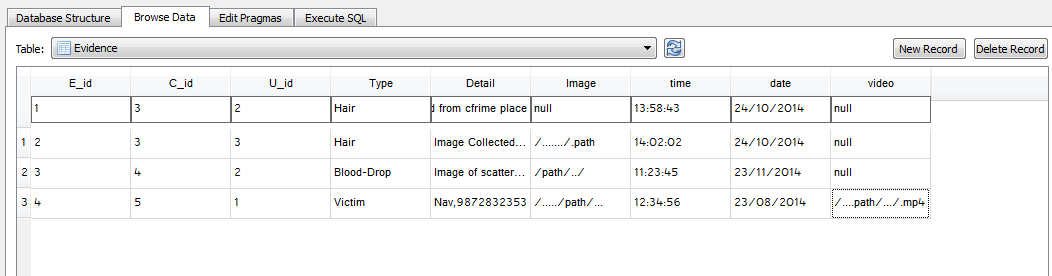 Database Structure Browse Data Edit Pragmas Execute SQL
Table: Evidence New Record Delete Record
E_id C_id U_id Type Detail Image time date video
1 3 2 Hair from cfrime place null 13:58:43 24/10/2014 null
1 2 3 3 Hair Image Collected... /......./.path 14:02:02 24/10/2014 null
2 3 4 2 Blood-Drop Image of scatter... /path/../ 11:23:45 23/11/2014 null
3 4 5 1 Victim Nav,9872832353 /...../path/... 12:34:56 23/08/2014 /....path/.../.mp4